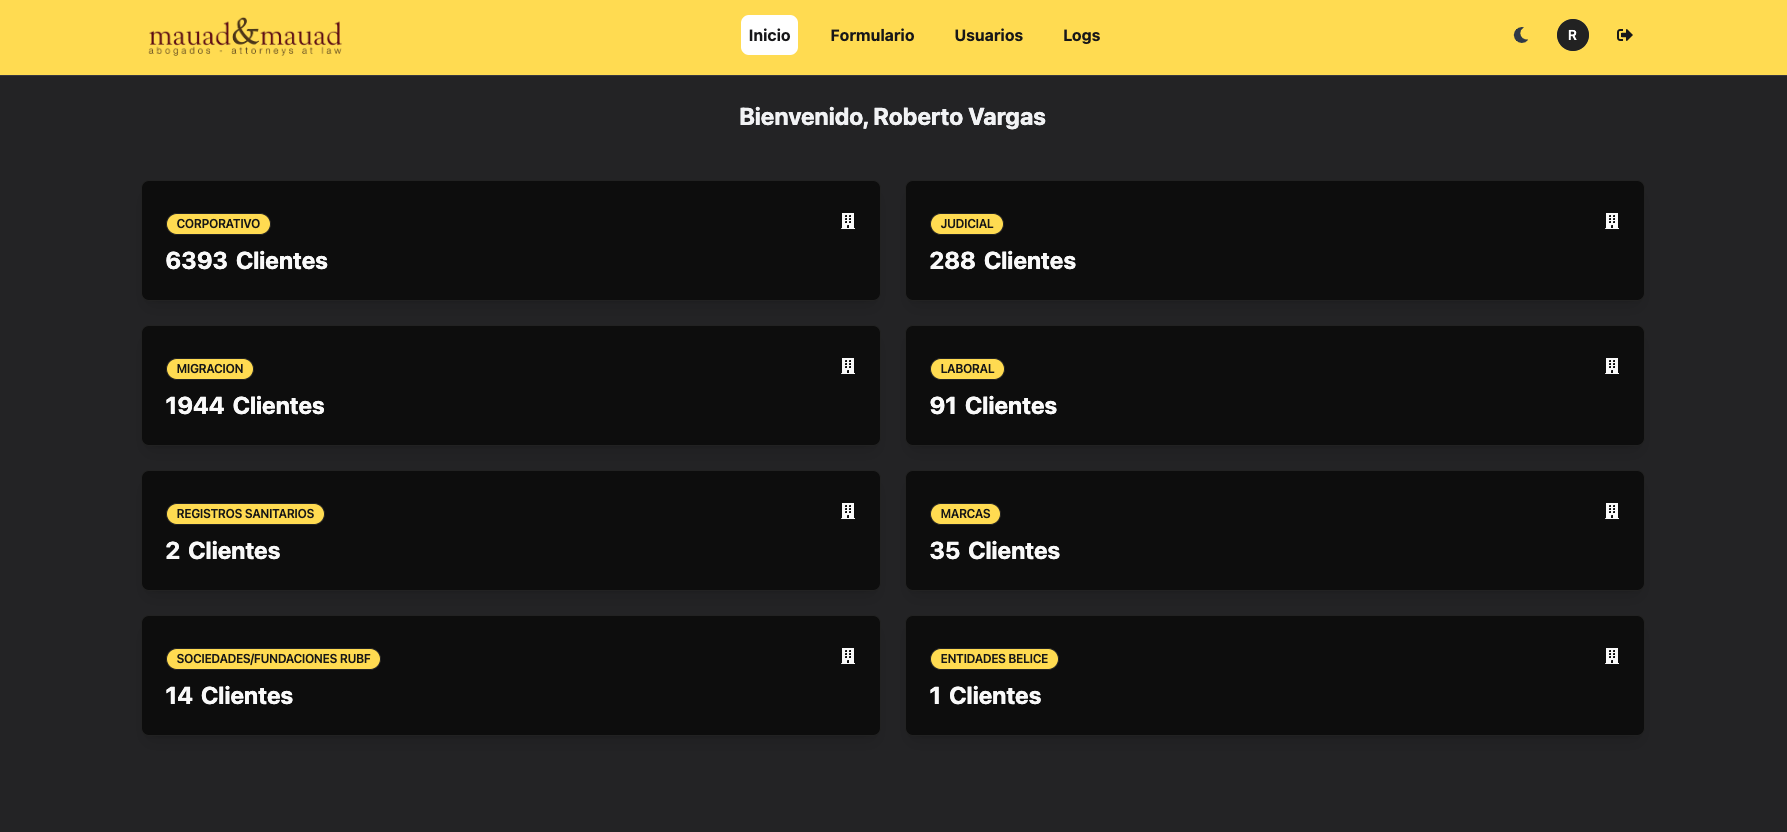 mauad&mauad
abogados - attorneys at law
Inicio
Formulario
Usuarios
Logs
R
Bienvenido, Roberto Vargas
CORPORATIVO
6393 Clientes
JUDICIAL
288 Clientes
MIGRACION
1944 Clientes
LABORAL
91 Clientes
REGISTROS SANITARIOS
2 Clientes
MARCAS
35 Clientes
SOCIEDADES/FUNDACIONES RUBF
14 Clientes
ENTIDADES BELICE
1 Clientes